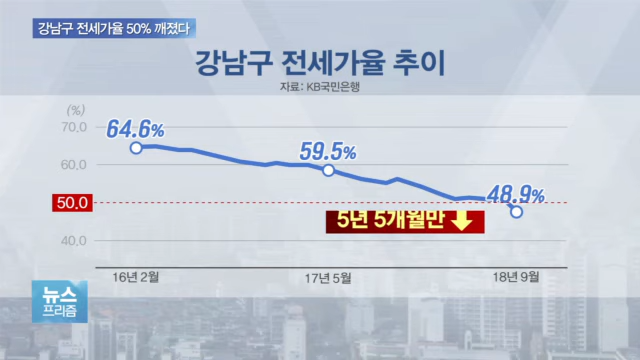 강남구 전세가율 50% 깨졌다
강남구 전세가율 추이
자료: KB국민은행
(%)
70.0
64.6%
59.5%
60.0
48.9%
50.0
5년 5개월만
40.0
16년 2월
17년 5월
18년 9월
뉴스
프리즘